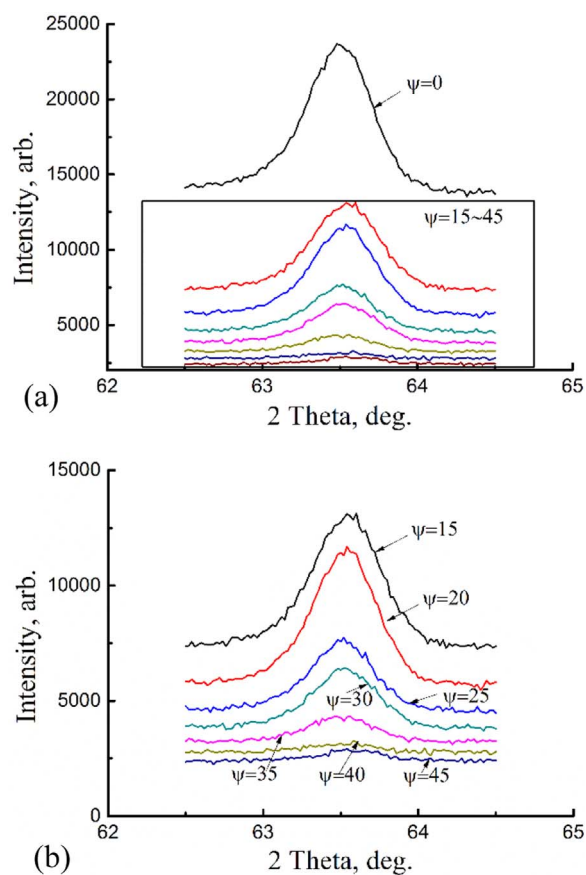 25000
20000
15000
10000
5000
Intensity, arb.
ψ=0
ψ=15~45
62
63
64
65
2 Theta, deg.
(a)
15000
10000
5000
0
Intensity, arb.
ψ=15
ψ=20
ψ=25
ψ=30
ψ=35
ψ=40
ψ=45
62
63
64
65
2 Theta, deg.
(b)